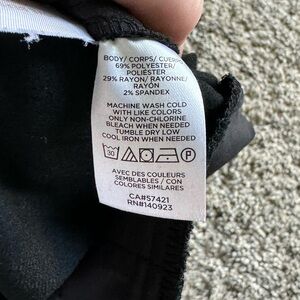 BODY/ CORPS/ CUERPO
69% POLYESTER/
POLIÉSTER
29% RAYON/ RAYONNE/
RAYÓN
2% SPANDEX
MACHINE WASH COLD
WITH LIKE COLORS
ONLY NON-CHLORINE
BLEACH WHEN NEEDED
TUMBLE DRY LOW
COOL IRON WHEN NEEDED
30 P
AVEC DES COULEURS
SEMBLABLES / CON
COLORES SIMILARES
CA#57421
RN#140923